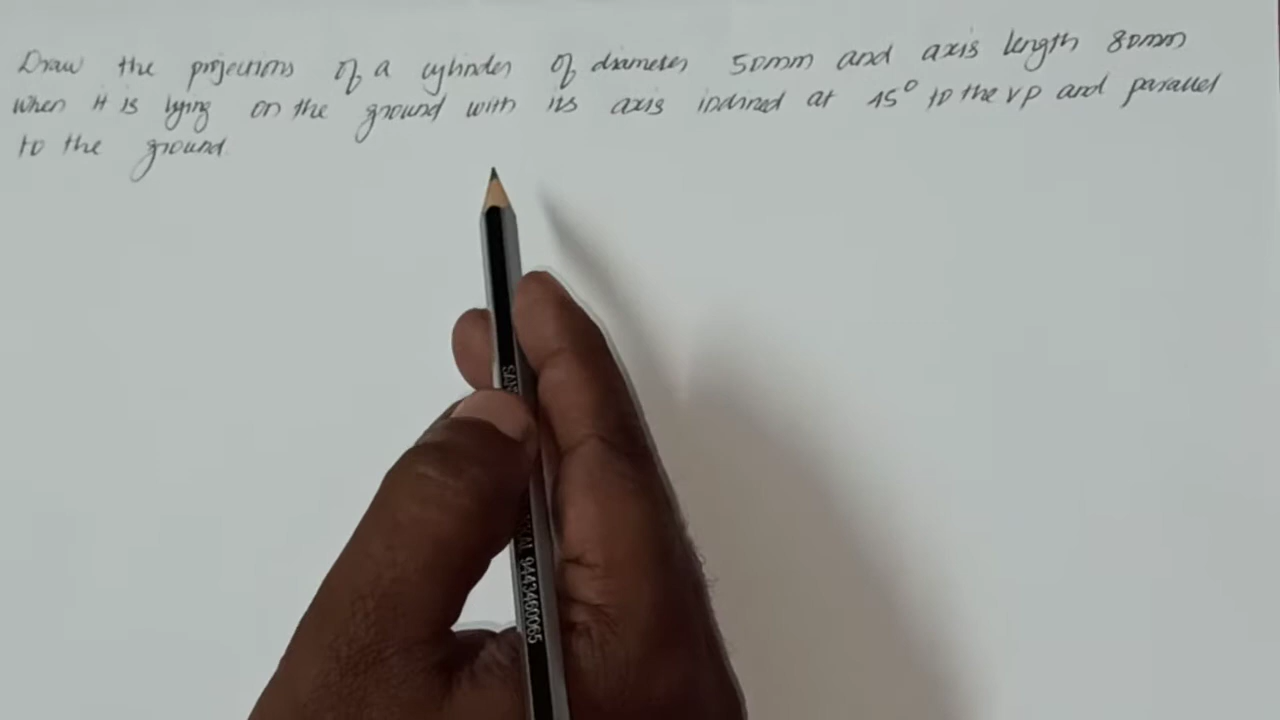 Draw the projections of a cylinder of diameter 50mm and axis length 80mm
when it is lying on the ground with its axis inclined at 45° to the VP and parallel
to the ground.
9443460065